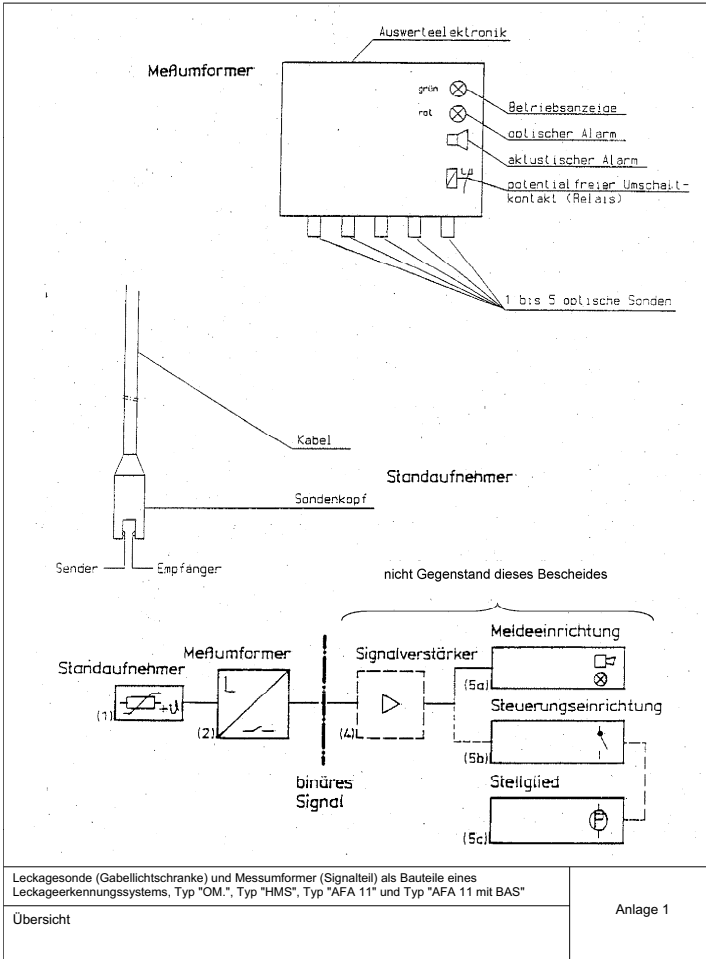 Auswerteelektronik
Meßumformer
grün
rot
Betriebsanzeige
optischer Alarm
aktustischer Alarm
potentialfreier Umschalt-
kontakt (Relais)
1 bis 5 optische Sonden
Kabel
Standaufnehmer
Sondenkopf
Sender
Empfänger
nicht Gegenstand dieses Bescheides
Meldeeinrichtung
Meßumformer
Signalverstärker
Standaufnehmer
(5a)
Steuerungseinrichtung
(1)
+ϑ
(2)
(4)
(5b)
binäres
Signal
Stellglied
(5c)
Leckagesonde (Gabellichtschranke) und Messumformer (Signalteil) als Bauteile eines
Leckageerkennungssystems, Typ "OM.", Typ "HMS", Typ "AFA 11" und Typ "AFA 11 mit BAS"
Anlage 1
Übersicht